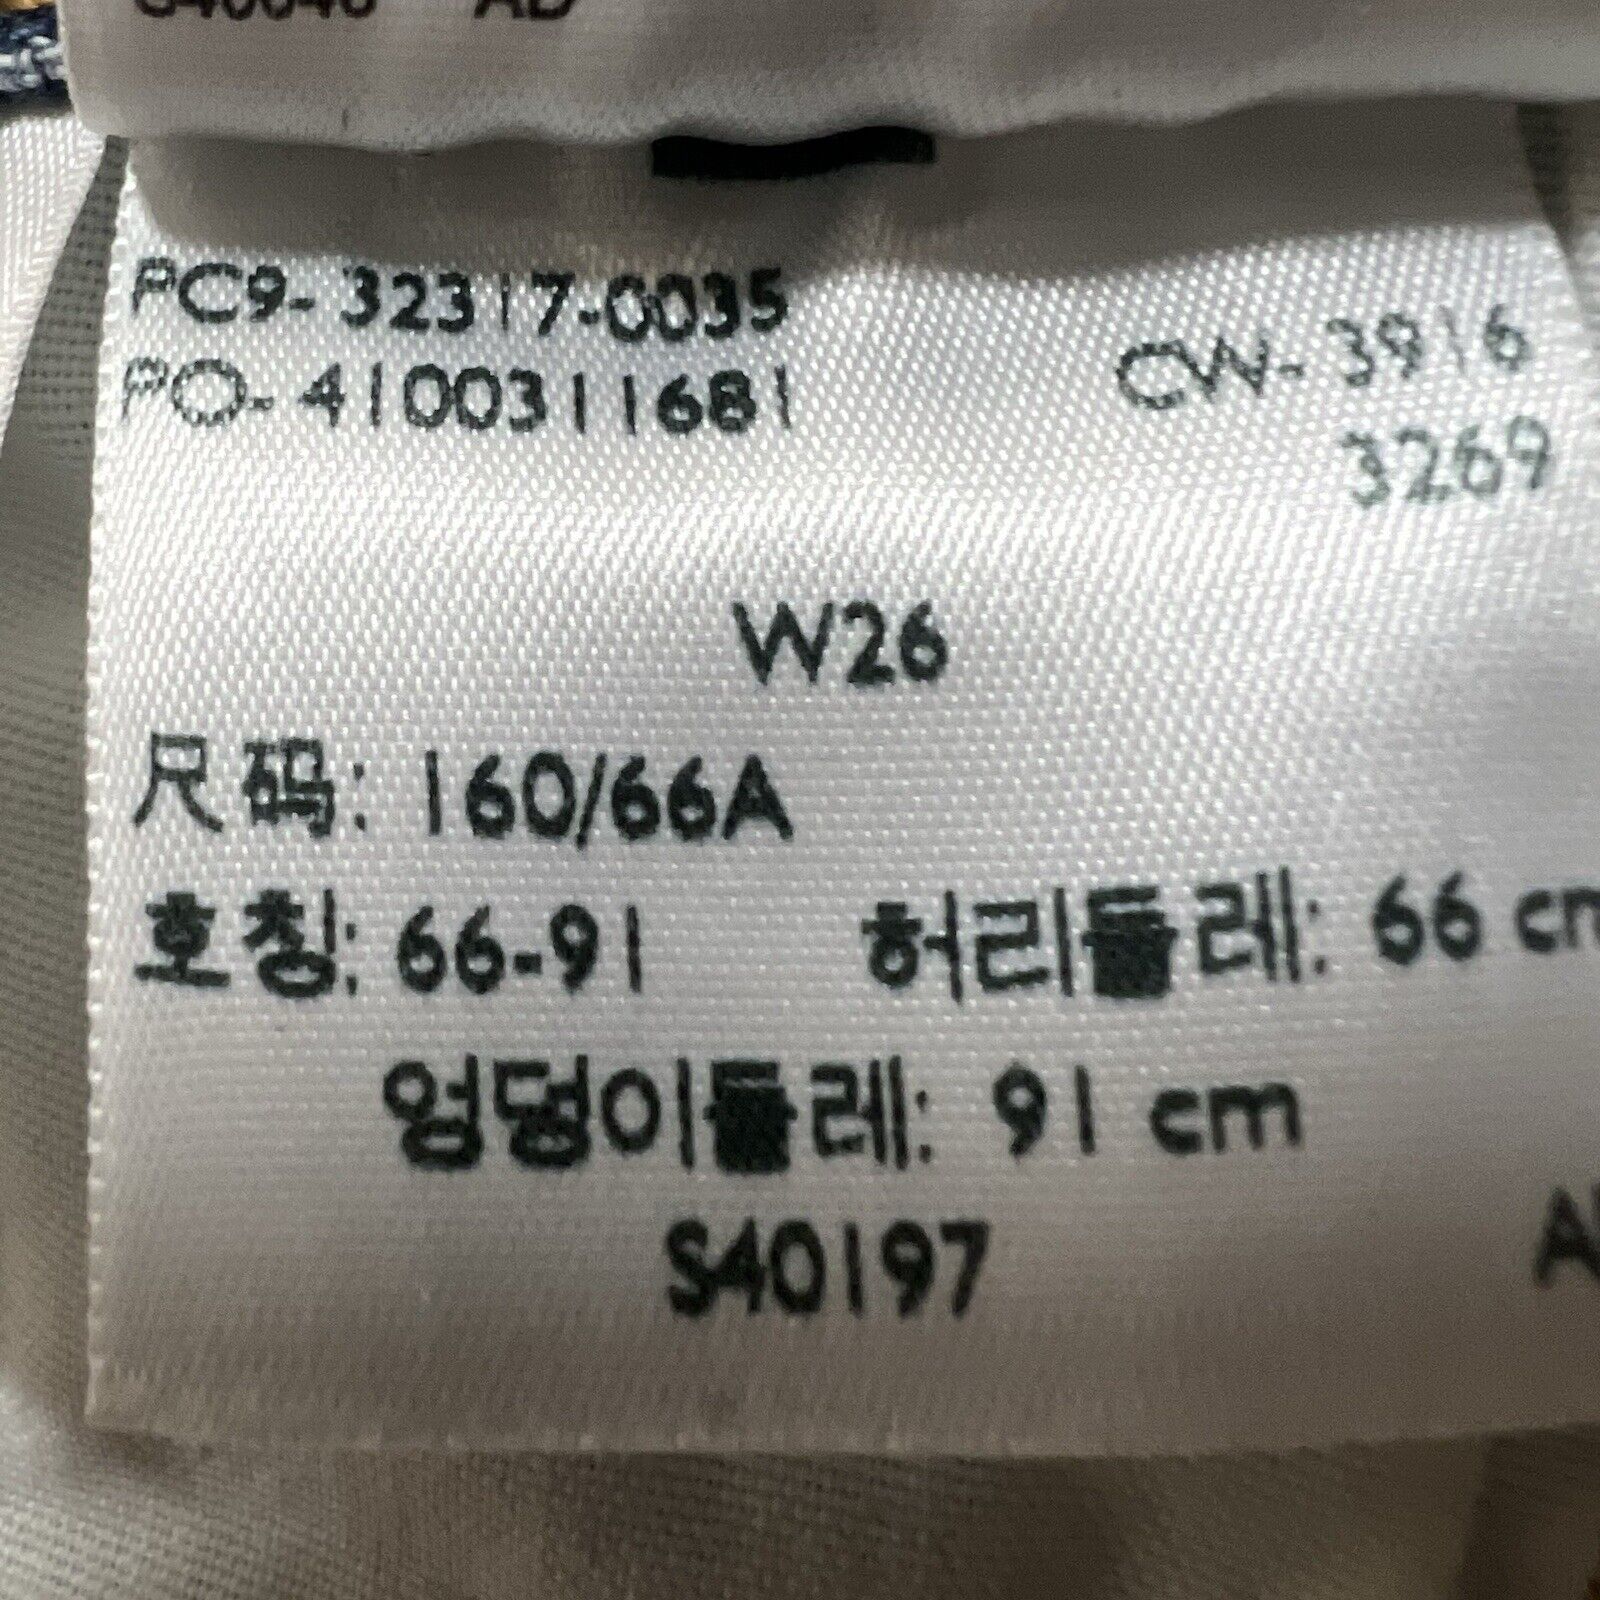 PC9-32317-0035
PO-4100311681
CW-3916
3269
W26
尺码: 160/66A
호칭: 66-91 허리둘레: 66 cm
엉덩이둘레: 91 cm
S40197